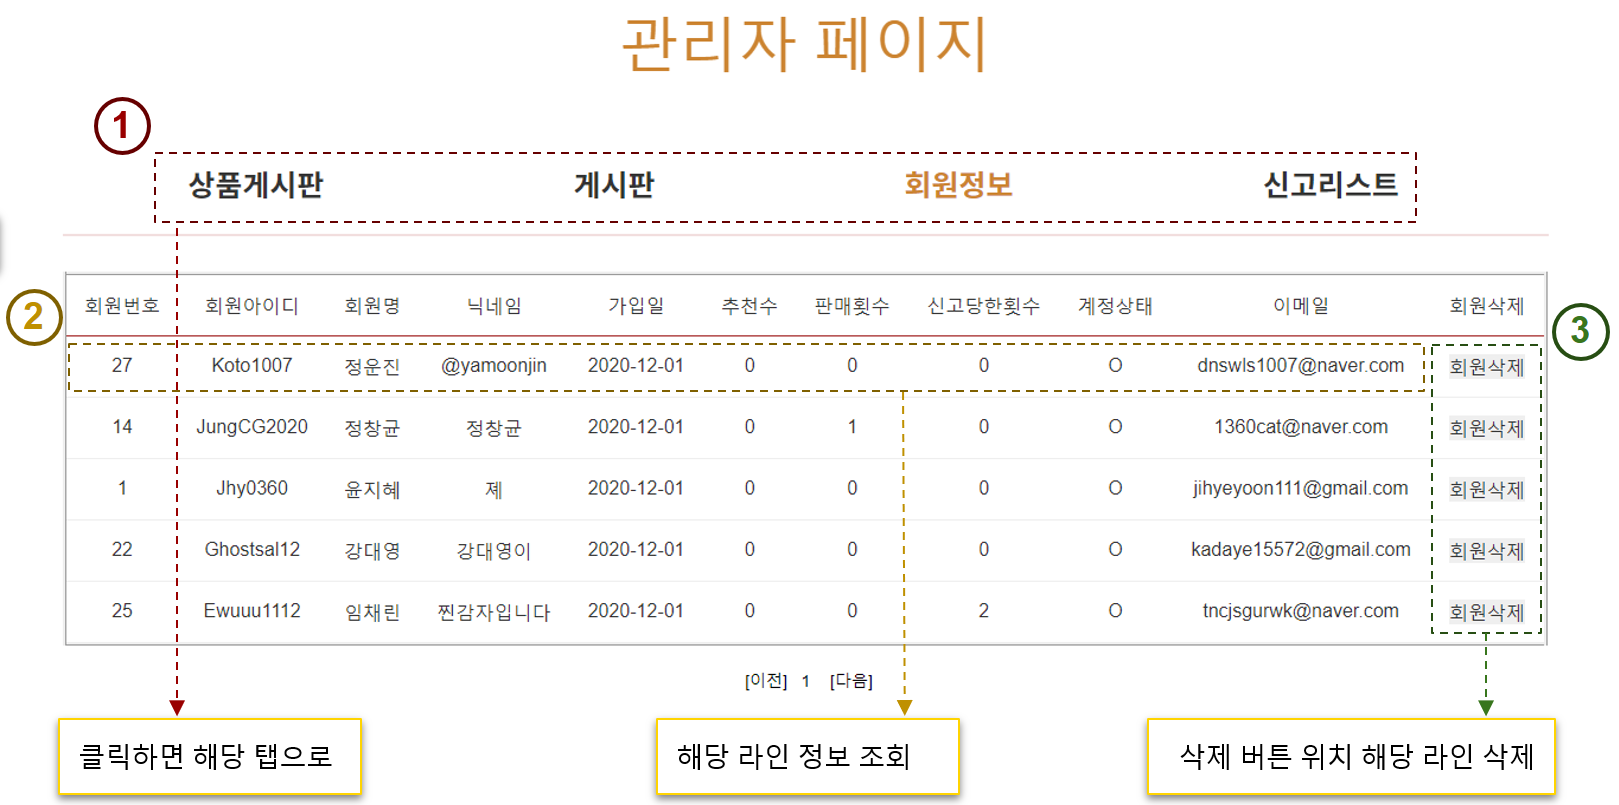 관리자 페이지
1
상품게시판 게시판 회원정보 신고리스트
2
회원번호 회원아이디 회원명 닉네임 가입일 추천수 판매횟수 신고당한횟수 계정상태 이메일 회원삭제
3
27 Koto1007 정운진 @yamoonjin 2020-12-01 0 0 0 O dnswls1007@naver.com 회원삭제
14 JungCG2020 정창균 정창균 2020-12-01 0 1 0 O 1360cat@naver.com 회원삭제
1 Jhy0360 윤지혜 졔 2020-12-01 0 0 0 O jihyeyoon111@gmail.com 회원삭제
22 Ghostsal12 강대영 강대영이 2020-12-01 0 0 0 O kadaye15572@gmail.com 회원삭제
25 Ewuuu1112 임채린 찐감자입니다 2020-12-01 0 0 2 O tncjsgurwk@naver.com 회원삭제
[이전] 1 [다음]
클릭하면 해당 탭으로
해당 라인 정보 조회
삭제 버튼 위치 해당 라인 삭제